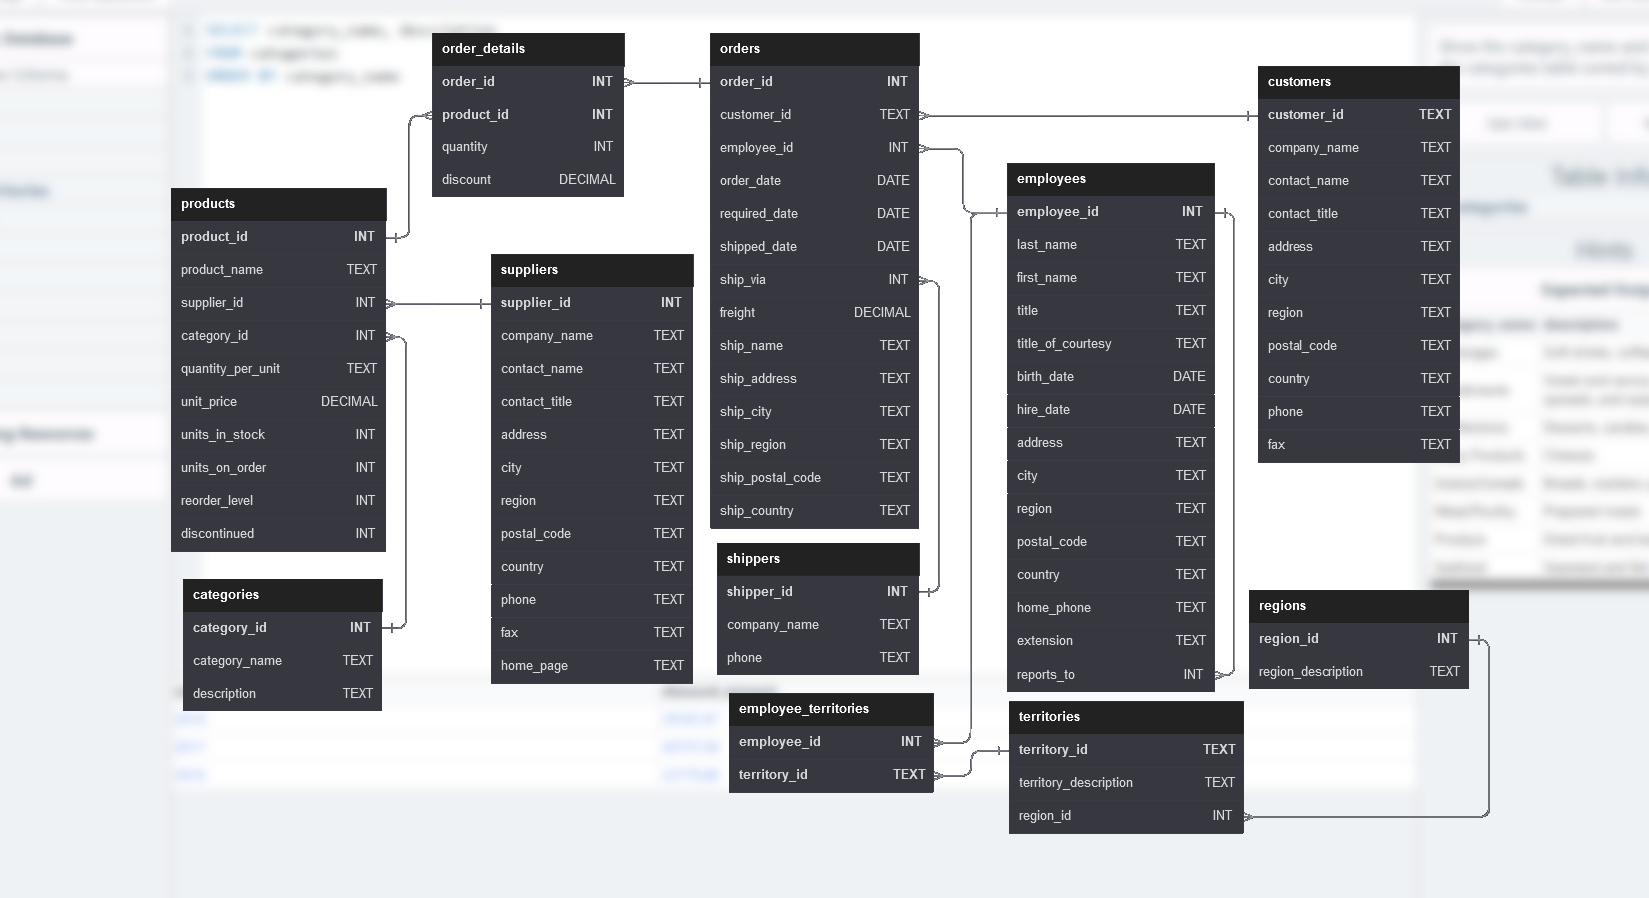 order_details
order_id INT
product_id INT
quantity INT
discount DECIMAL
orders
order_id INT
customer_id TEXT
employee_id INT
order_date DATE
required_date DATE
shipped_date DATE
ship_via INT
freight DECIMAL
ship_name TEXT
ship_address TEXT
ship_city TEXT
ship_region TEXT
ship_postal_code TEXT
ship_country TEXT
customers
customer_id TEXT
company_name TEXT
contact_name TEXT
contact_title TEXT
address TEXT
city TEXT
region TEXT
postal_code TEXT
country TEXT
phone TEXT
fax TEXT
employees
employee_id INT
last_name TEXT
first_name TEXT
title TEXT
title_of_courtesy TEXT
birth_date DATE
hire_date DATE
address TEXT
city TEXT
region TEXT
postal_code TEXT
country TEXT
home_phone TEXT
extension TEXT
reports_to INT
products
product_id INT
product_name TEXT
supplier_id INT
category_id INT
quantity_per_unit TEXT
unit_price DECIMAL
units_in_stock INT
units_on_order INT
reorder_level INT
discontinued INT
suppliers
supplier_id INT
company_name TEXT
contact_name TEXT
contact_title TEXT
address TEXT
city TEXT
region TEXT
postal_code TEXT
country TEXT
phone TEXT
fax TEXT
home_page TEXT
shippers
shipper_id INT
company_name TEXT
phone TEXT
categories
category_id INT
category_name TEXT
description TEXT
regions
region_id INT
region_description TEXT
employee_territories
employee_id INT
territory_id TEXT
territories
territory_id TEXT
territory_description TEXT
region_id INT